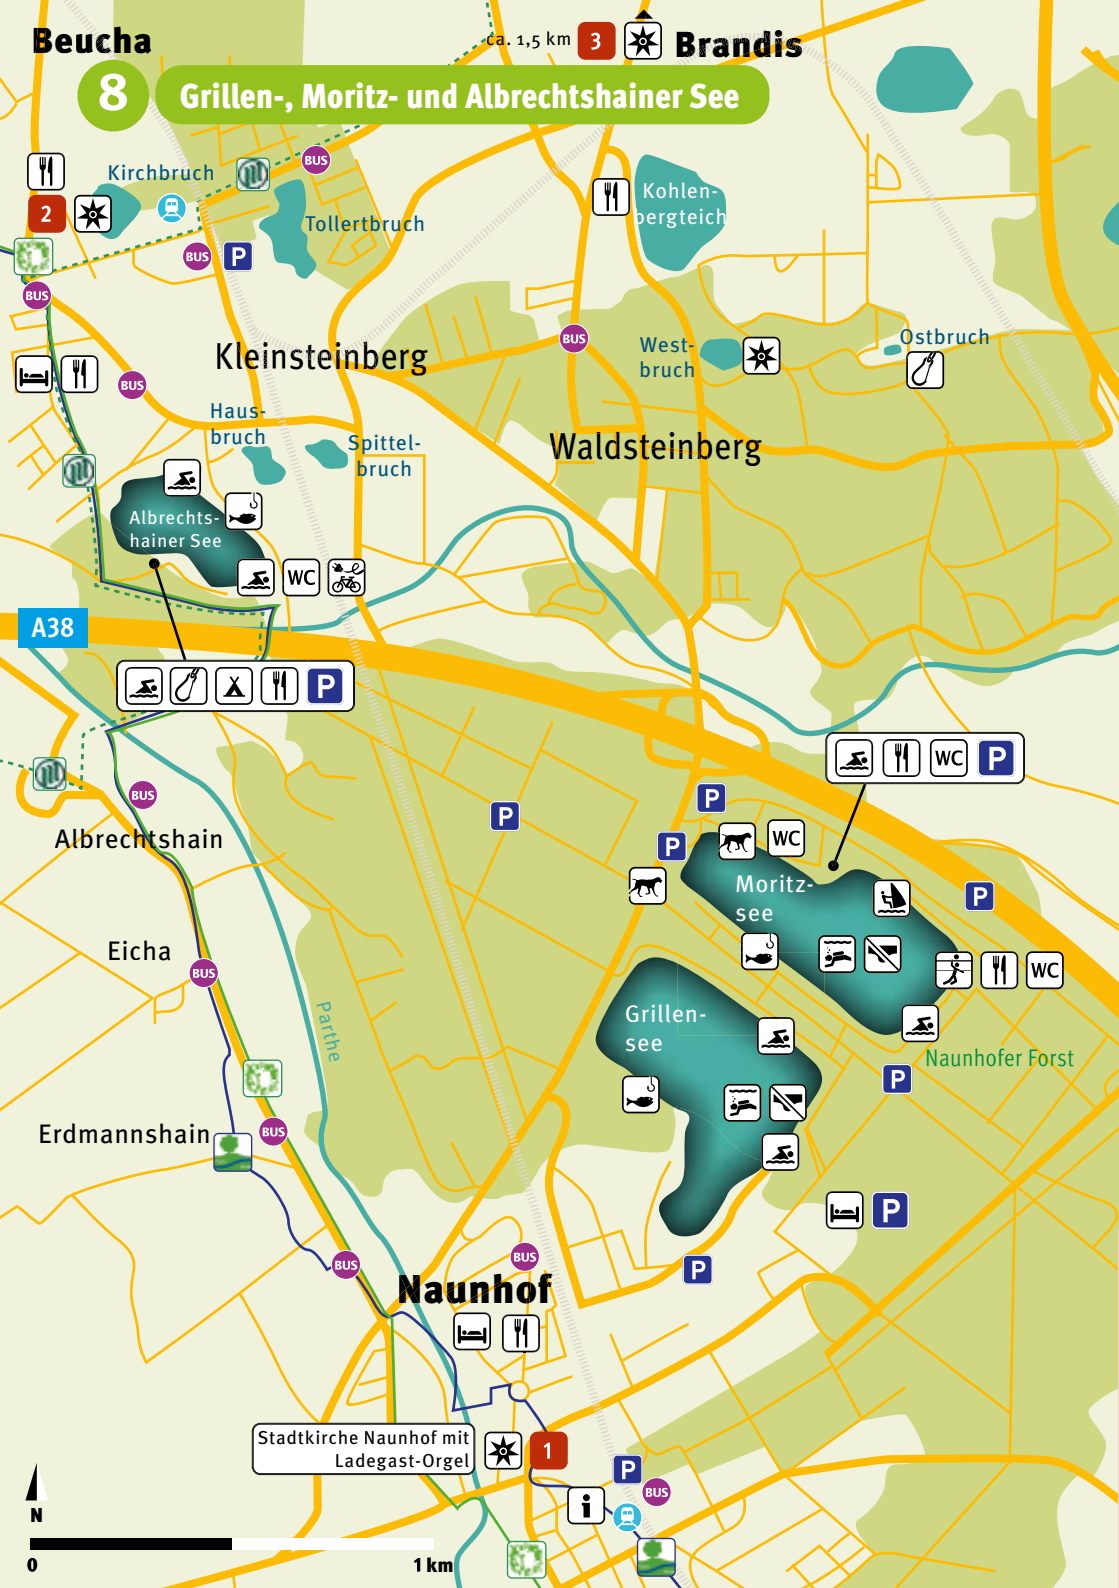 Beucha
ca. 1,5 km 3 Brandis
8 Grillen-, Moritz- und Albrechtshainer See
BUS
Kirchbruch
Kohlen-
bergteich
2
Tollertbruch
BUS P
BUS
BUS
West-
bruch
Ostbruch
Kleinsteinberg
BUS
Haus-
bruch
Spittel-
bruch
Waldsteinberg
Albrechts-
hainer See
WC
A38
P
WC P
BUS
P
P
P
Albrechtshain
WC
Moritz-
see
P
Eicha
BUS
WC
Parthe
Grillen-
see
Naunhofer Forst
P
Erdmannshain
BUS
P
BUS
BUS
P
Naunhof
Stadtkirche Naunhof mit
Ladegast-Orgel
1
P
BUS
i
N
0 1 km